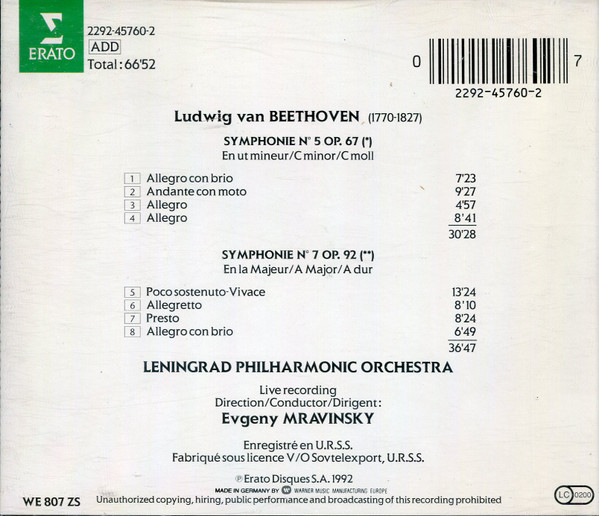 ERATO
2292-45760-2
ADD
Total : 66'52
0 7
2292-45760-2
Ludwig van BEETHOVEN (1770-1827)
SYMPHONIE N° 5 OP. 67 (*)
En ut mineur/C minor/C moll
1 Allegro con brio 7'23
2 Andante con moto 9'27
3 Allegro 4'57
4 Allegro 8'41
30'28
SYMPHONIE N° 7 OP. 92 (**)
En la Majeur/A Major/A dur
5 Poco sostenuto-Vivace 13'24
6 Allegretto 8'10
7 Presto 8'24
8 Allegro con brio 6'49
36'47
LENINGRAD PHILHARMONIC ORCHESTRA
Live recording
Direction/Conductor/Dirigent :
Evgeny MRAVINSKY
Enregistré en U.R.S.S.
Fabriqué sous licence V/O Sovtelexport, U.R.S.S.
℗ Erato Disques S.A. 1992
MADE IN GERMANY BY WARNER MUSIC MANUFACTURING EUROPE
WE 807 ZS
Unauthorized copying, hiring, public performance and broadcasting of this recording prohibited
LC 0200